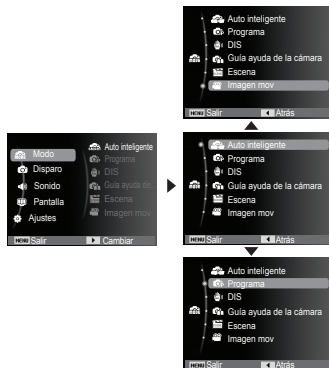 Auto inteligente
Programa
DIS
Guía ayuda de la cámara
Escena
Imagen mov
MENU Salir Atrás
Modo
Disparo
Sonido
Pantalla
Ajustes
Auto inteligente
Programa
DIS
Guía ayuda de...
Escena
Imagen mov
MENU Salir Cambiar
Auto inteligente
Programa
DIS
Guía ayuda de la cámara
Escena
Imagen mov
MENU Salir Atrás
Auto inteligente
Programa
DIS
Guía ayuda de la cámara
Escena
Imagen mov
MENU Salir Atrás